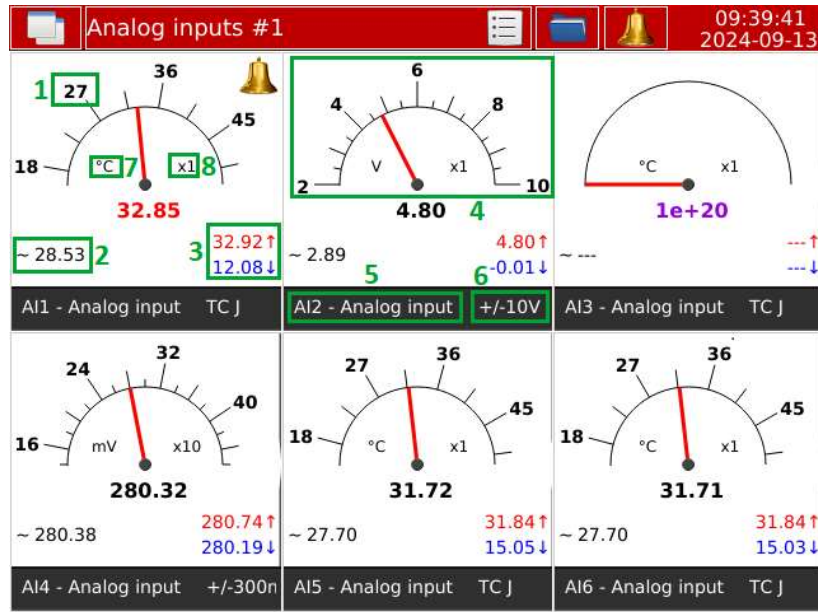 Analog inputs #1
09:39:41
2024-09-13
36
1 27
45
18
°C 7 x1 8
32.85
~ 28.53 2
3 32.92↑
12.08↓
AI1 - Analog input TC J
6
4 8
V x1
2 10
4.80 4
~ 2.89
4.80↑
-0.01↓
5 6
AI2 - Analog input +/-10V
°C x1
1e+20
~ ---
---↑
---↓
AI3 - Analog input TC J
32
24
40
16
mV x10
280.32
~ 280.38
280.74↑
280.19↓
AI4 - Analog input +/-300
36
27
45
18
°C x1
31.72
~ 27.70
31.84↑
15.05↓
AI5 - Analog input TC J
36
27
45
18
°C x1
31.71
~ 27.70
31.84↑
15.03↓
AI6 - Analog input TC J